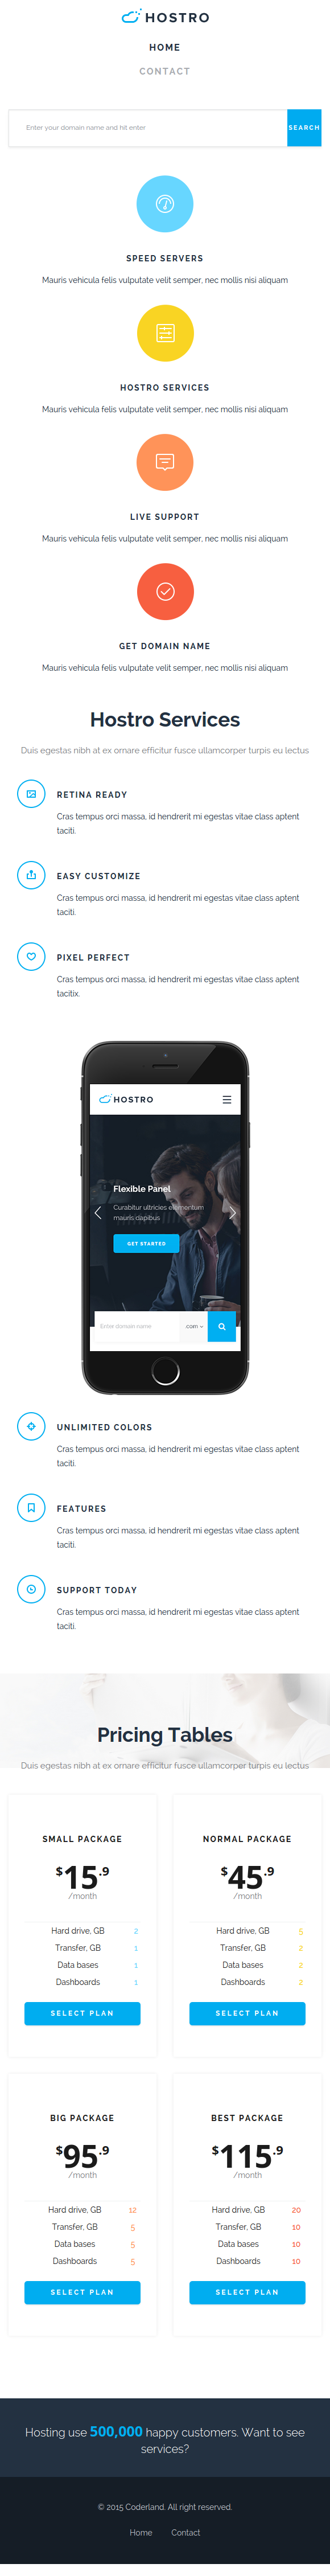 HOSTRO
HOME
CONTACT
Enter your domain name and hit enter
SEARCH
SPEED SERVERS
Mauris vehicula felis vulputate velit semper, nec mollis nisi aliquam
HOSTRO SERVICES
Mauris vehicula felis vulputate velit semper, nec mollis nisi aliquam
LIVE SUPPORT
Mauris vehicula felis vulputate velit semper, nec mollis nisi aliquam
GET DOMAIN NAME
Mauris vehicula felis vulputate velit semper, nec mollis nisi aliquam
Hostro Services
Duis egestas nibh at ex ornare efficitur fusce ullamcorper turpis eu lectus
RETINA READY
Cras tempus orci massa, id hendrerit mi egestas vitae class aptent
taciti.
EASY CUSTOMIZE
Cras tempus orci massa, id hendrerit mi egestas vitae class aptent
taciti.
PIXEL PERFECT
Cras tempus orci massa, id hendrerit mi egestas vitae class aptent
tacitix.
HOSTRO
Flexible Panel
Curabitur ultricies elementum
mauris dapibus
GET STARTED
Enter domain name
.com
UNLIMITED COLORS
Cras tempus orci massa, id hendrerit mi egestas vitae class aptent
taciti.
FEATURES
Cras tempus orci massa, id hendrerit mi egestas vitae class aptent
taciti.
SUPPORT TODAY
Cras tempus orci massa, id hendrerit mi egestas vitae class aptent
taciti.
Pricing Tables
Duis egestas nibh at ex ornare efficitur fusce ullamcorper turpis eu lectus
SMALL PACKAGE
$15.9
/month
Hard drive, GB 2
Transfer, GB 1
Data bases 1
Dashboards 1
SELECT PLAN
NORMAL PACKAGE
$45.9
/month
Hard drive, GB 5
Transfer, GB 2
Data bases 2
Dashboards 2
SELECT PLAN
BIG PACKAGE
$95.9
/month
Hard drive, GB 12
Transfer, GB 5
Data bases 5
Dashboards 5
SELECT PLAN
BEST PACKAGE
$115.9
/month
Hard drive, GB 20
Transfer, GB 10
Data bases 10
Dashboards 10
SELECT PLAN
Hosting use 500,000 happy customers. Want to see
services?
© 2015 Coderland. All right reserved.
Home Contact